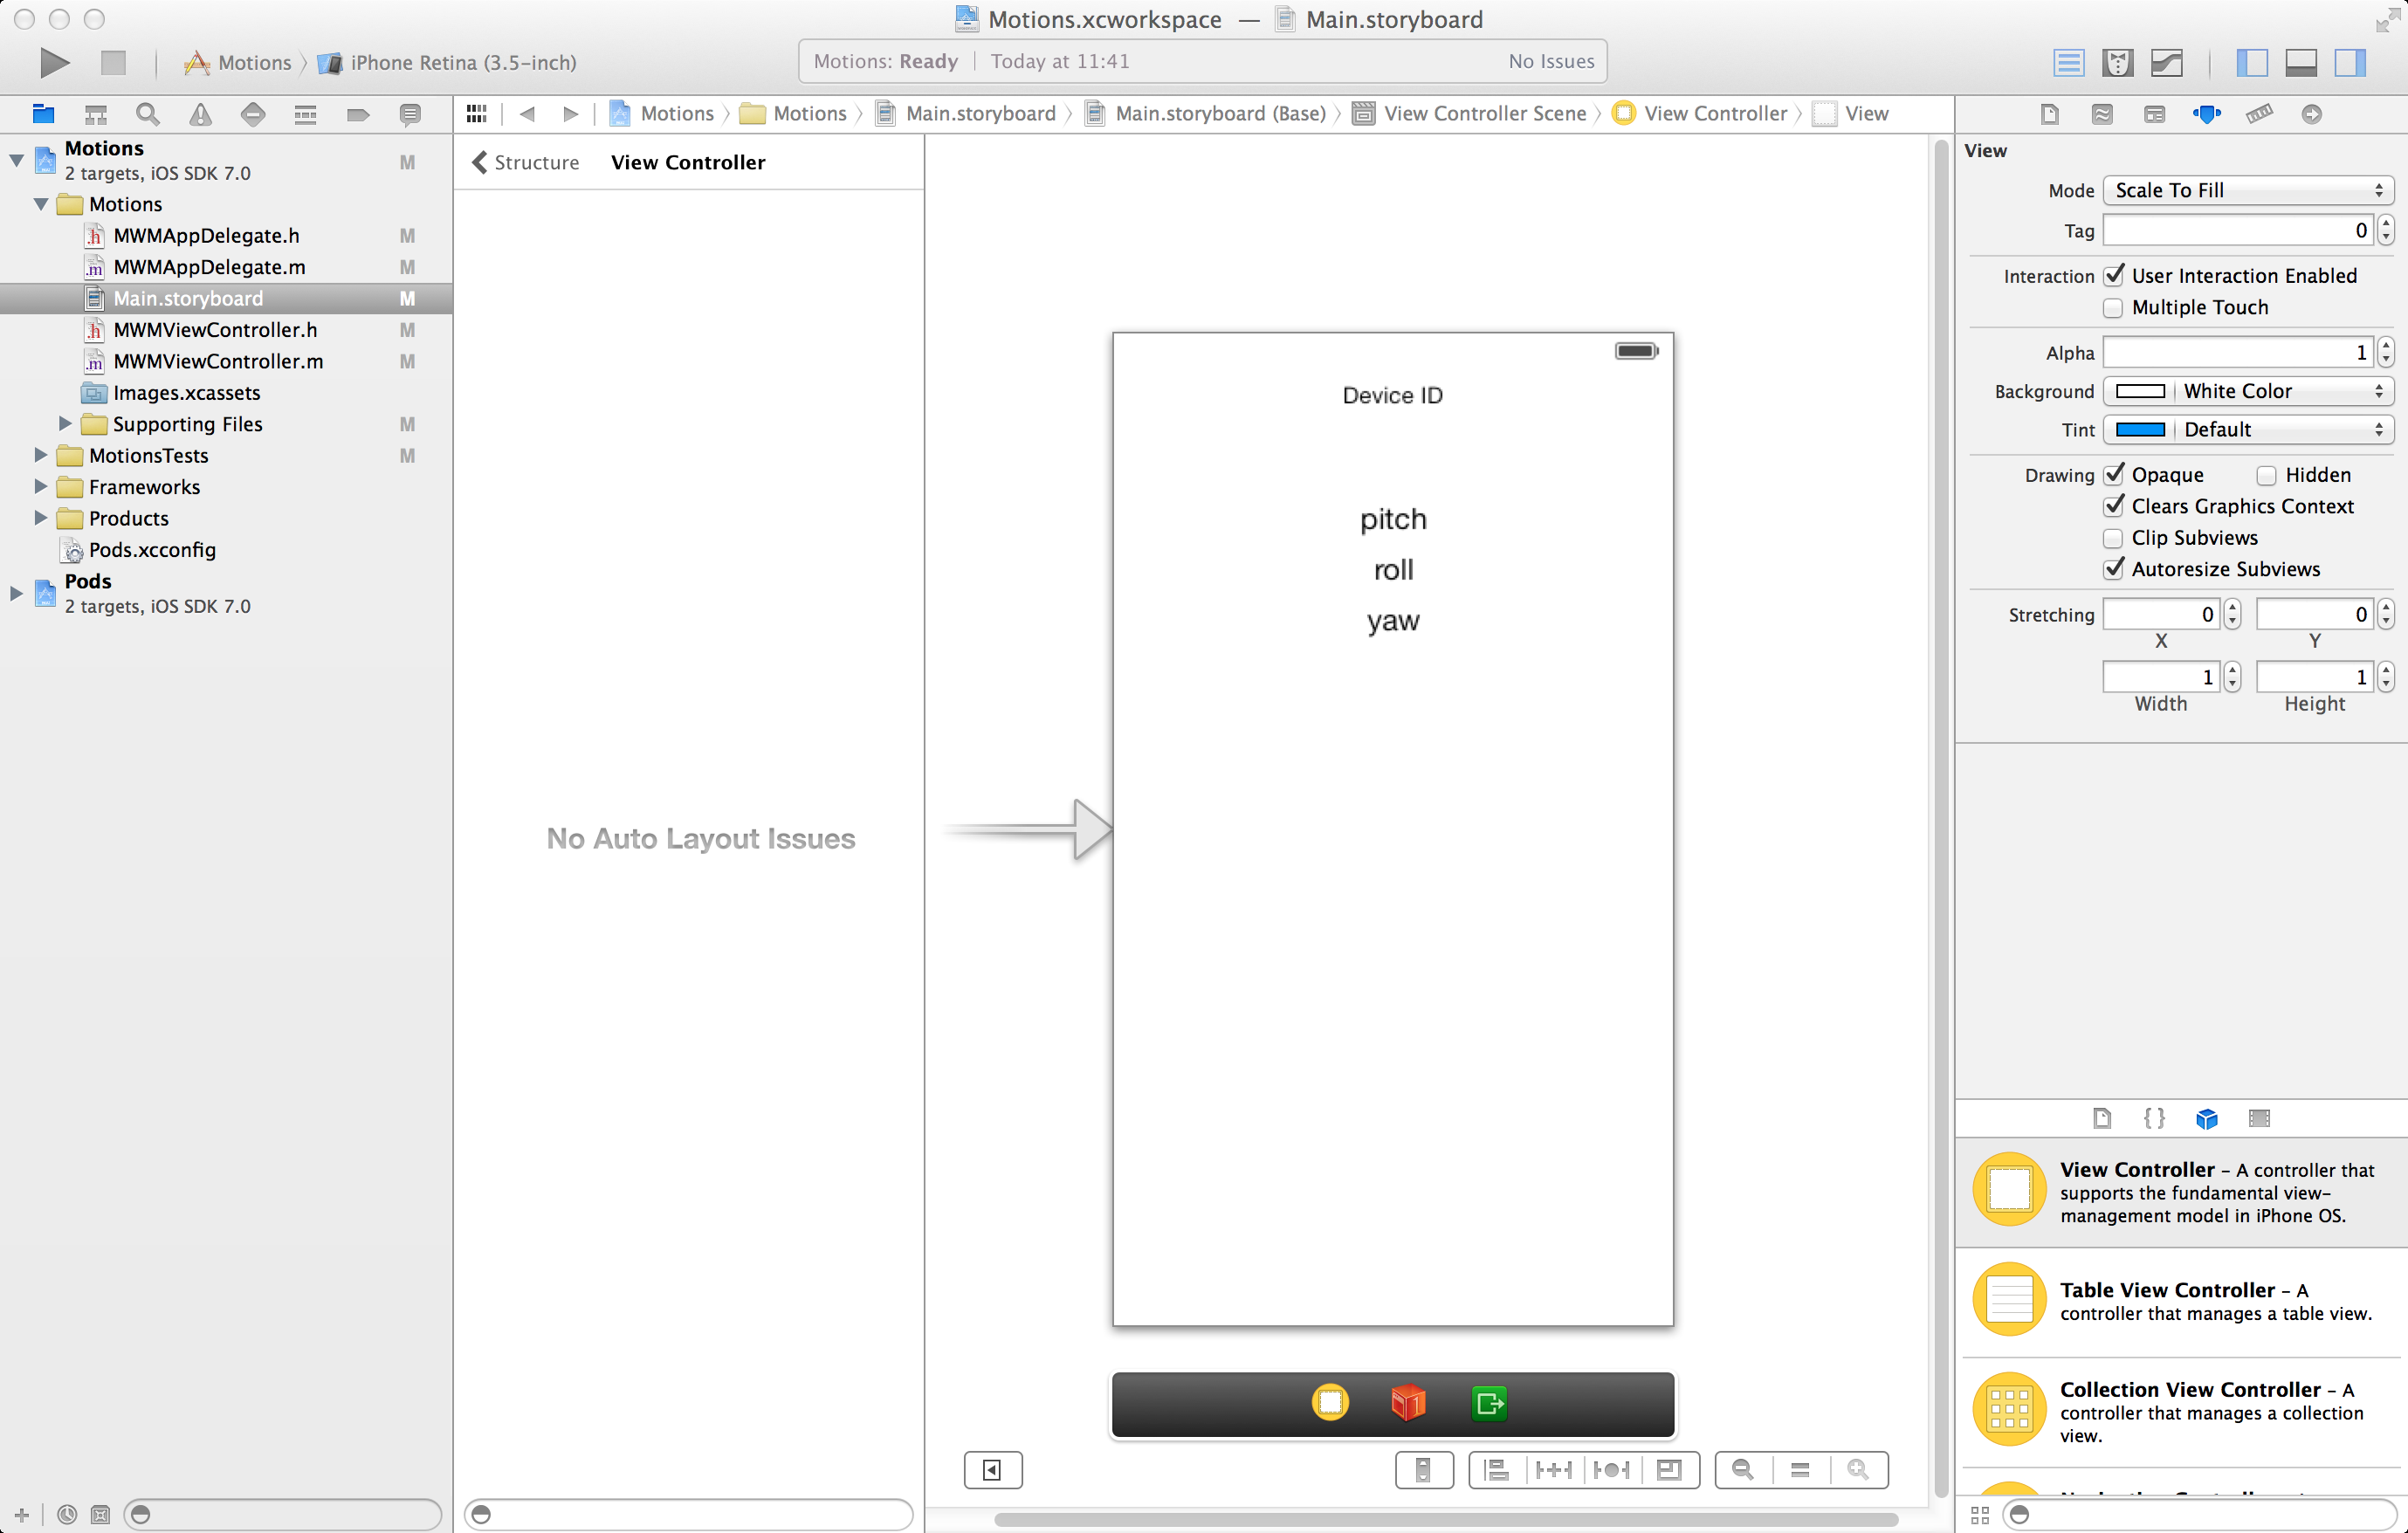 Motions.xcworkspace — Main.storyboard
Motions iPhone Retina (3.5-inch)
Motions: Ready Today at 11:41 No Issues
Motions Motions Main.storyboard Main.storyboard (Base) View Controller Scene View Controller View
Motions M
2 targets, iOS SDK 7.0
Motions
MWMAppDelegate.h M
MWMAppDelegate.m M
Main.storyboard M
MWMViewController.h M
MWMViewController.m M
Images.xcassets
Supporting Files M
MotionsTests M
Frameworks
Products
Pods.xcconfig
Pods
2 targets, iOS SDK 7.0
Structure View Controller
No Auto Layout Issues
Device ID
pitch
roll
yaw
1
View
Mode Scale To Fill
Tag 0
Interaction User Interaction Enabled
Multiple Touch
Alpha 1
Background White Color
Tint Default
Drawing Opaque Hidden
Clears Graphics Context
Clip Subviews
Autoresize Subviews
Stretching 0 0
X Y
1 1
Width Height
{ }
View Controller – A controller that
supports the fundamental view-
management model in iPhone OS.
Table View Controller – A
controller that manages a table view.
Collection View Controller – A
controller that manages a collection
view.